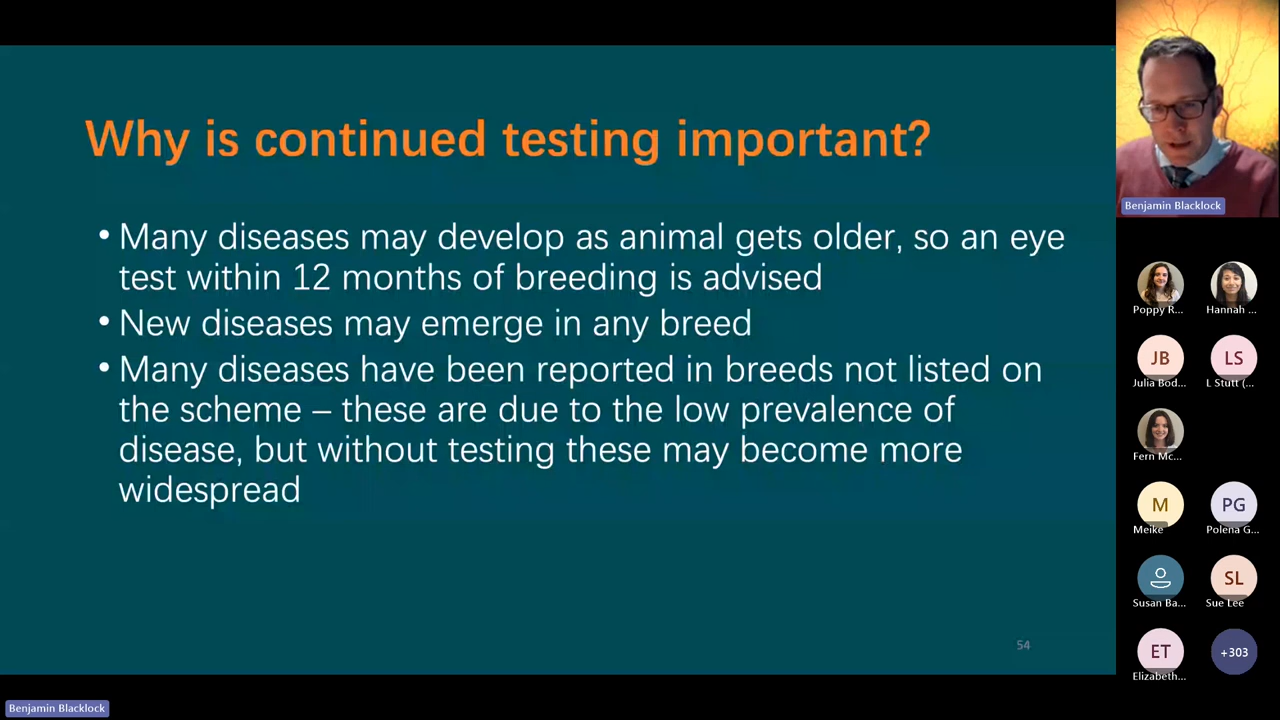 Why is continued testing important?
• Many diseases may develop as animal gets older, so an eye
test within 12 months of breeding is advised
• New diseases may emerge in any breed
• Many diseases have been reported in breeds not listed on
the scheme – these are due to the low prevalence of
disease, but without testing these may become more
widespread
54
Benjamin Blacklock
Poppy R...
Hannah ...
JB
LS
Julia Bod...
L Stutt (...
Fern Mc...
M
PG
Meike
Polena G...
SL
Susan Ba...
Sue Lee
ET
+303
Elizabeth...
Benjamin Blacklock